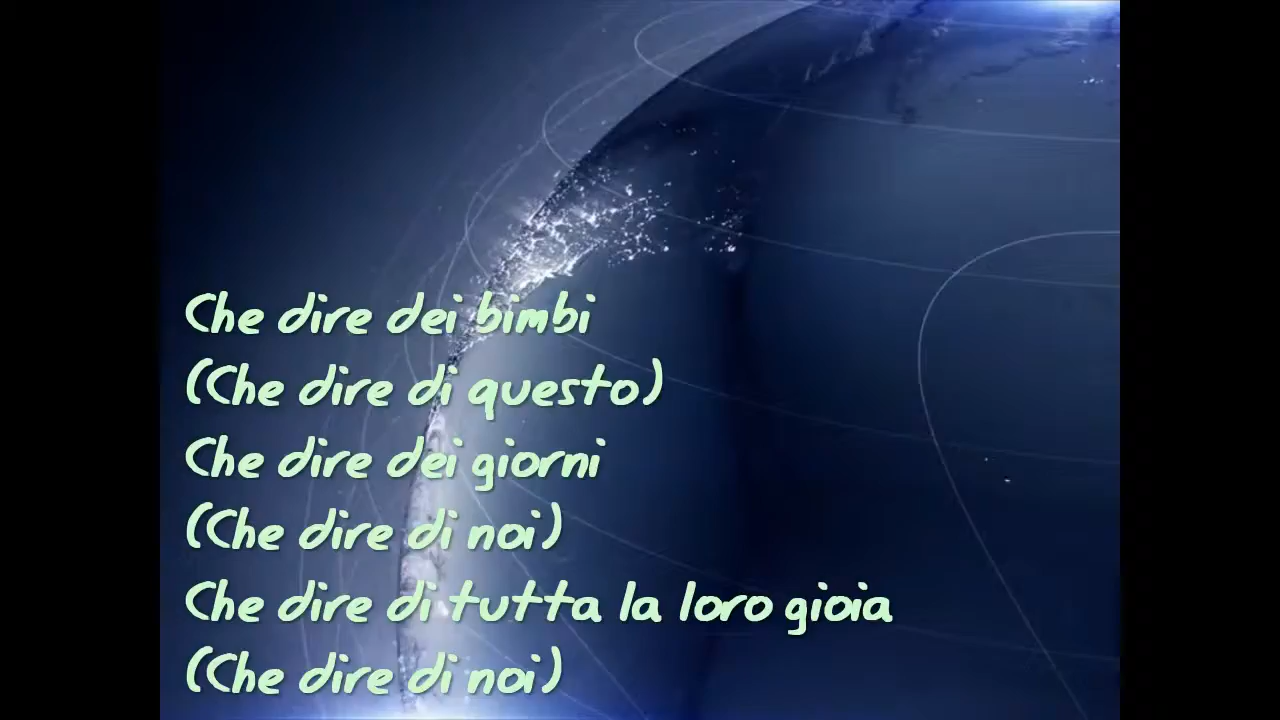 Che dire dei bimbi
(Che dire di questo)
Che dire dei giorni
(Che dire di noi)
Che dire di tutta la loro gioia
(Che dire di noi)